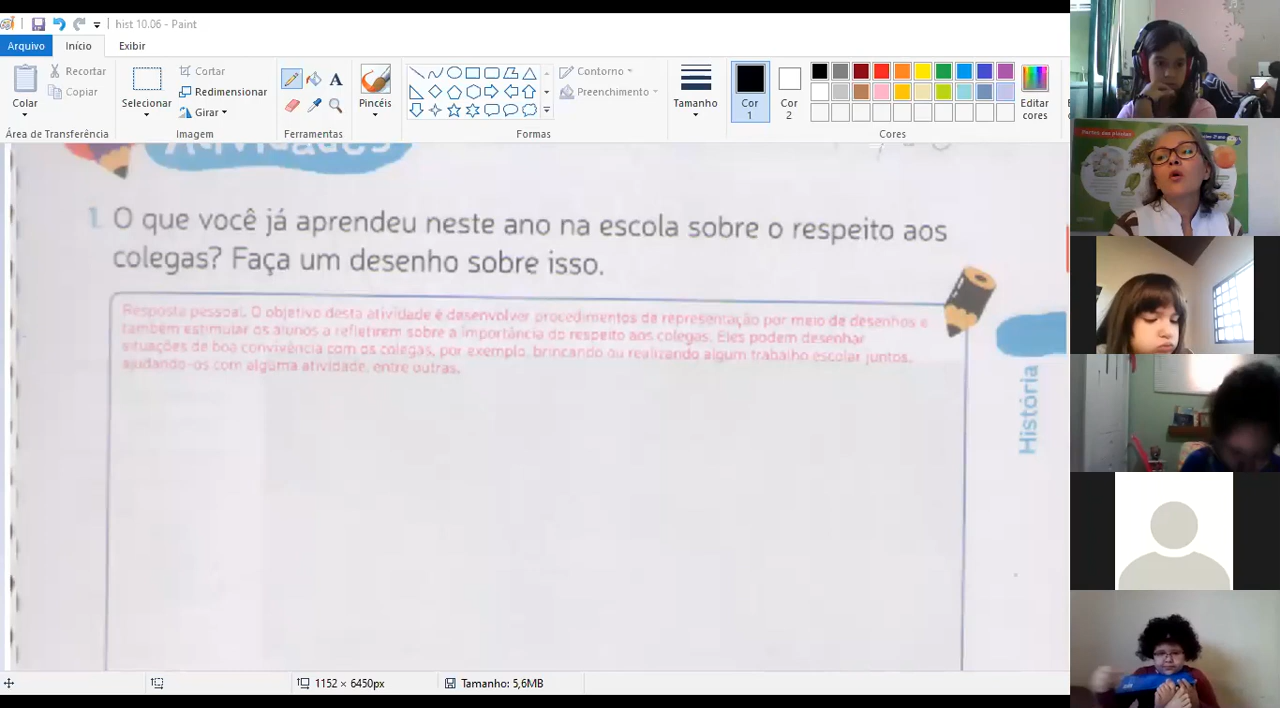 hist 10.06 - Paint
Arquivo Início Exibir
Colar
Recortar
Copiar
Área de Transferência
Selecionar
Cortar
Redimensionar
Girar
Imagem
Ferramentas
Pincéis
Formas
Contorno
Preenchimento
Tamanho
Cor 1
Cor 2
Cores
Editar cores
Atividades
1. O que você já aprendeu neste ano na escola sobre o respeito aos
colegas? Faça um desenho sobre isso.
Resposta pessoal. O objetivo desta atividade é desenvolver procedimentos de representação por meio de desenhos e
também estimular os alunos a refletirem sobre a importância do respeito aos colegas. Eles podem desenhar
situações de boa convivência com os colegas, por exemplo, brincando ou realizando algum trabalho escolar juntos,
ajudando-os com alguma atividade, entre outras.
História
1152 × 6450px
Tamanho: 5,6MB
Partes das plantas